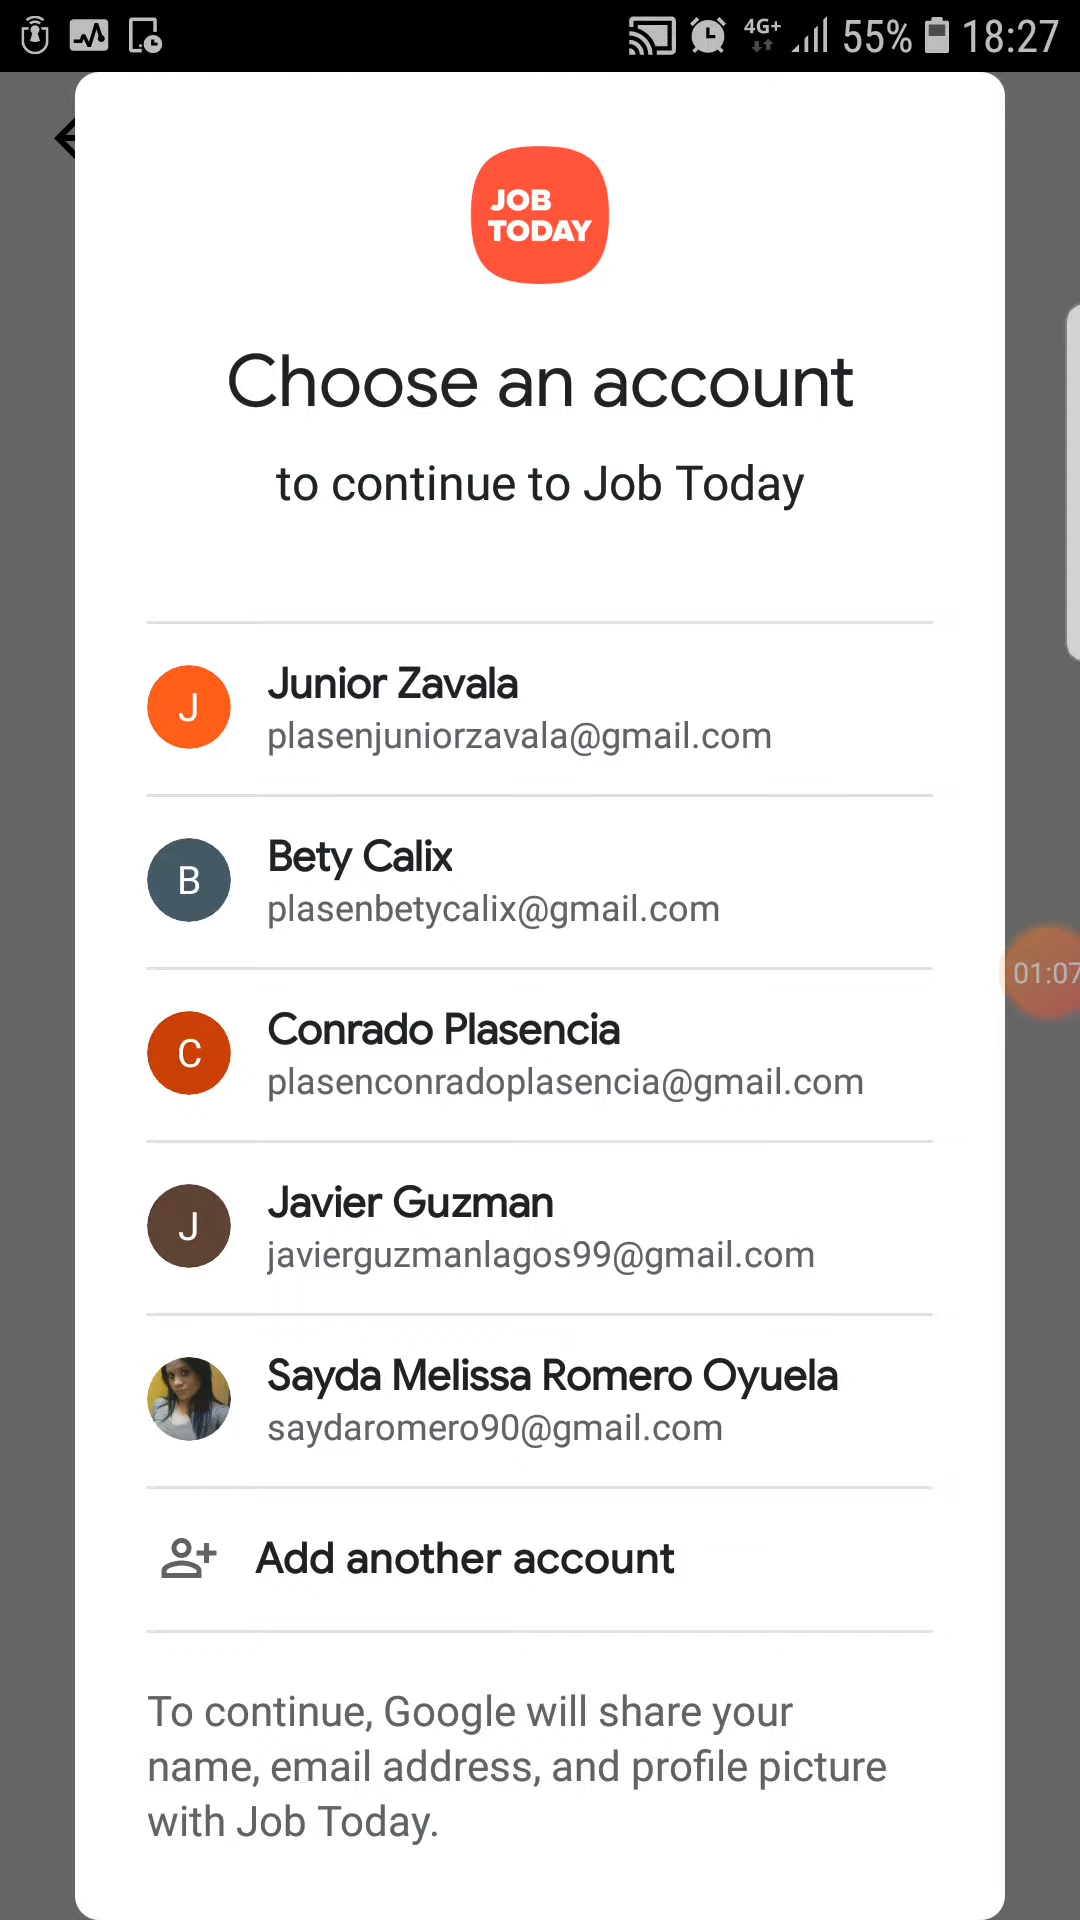 4G+ 55% 18:27
JOB
TODAY
Choose an account
to continue to Job Today
J
Junior Zavala
plasenjuniorzavala@gmail.com
B
Bety Calix
plasenbetycalix@gmail.com
01:07
C
Conrado Plasencia
plasenconradoplasencia@gmail.com
J
Javier Guzman
javierguzmanlagos99@gmail.com
Sayda Melissa Romero Oyuela
saydaromero90@gmail.com
Add another account
To continue, Google will share your
name, email address, and profile picture
with Job Today.